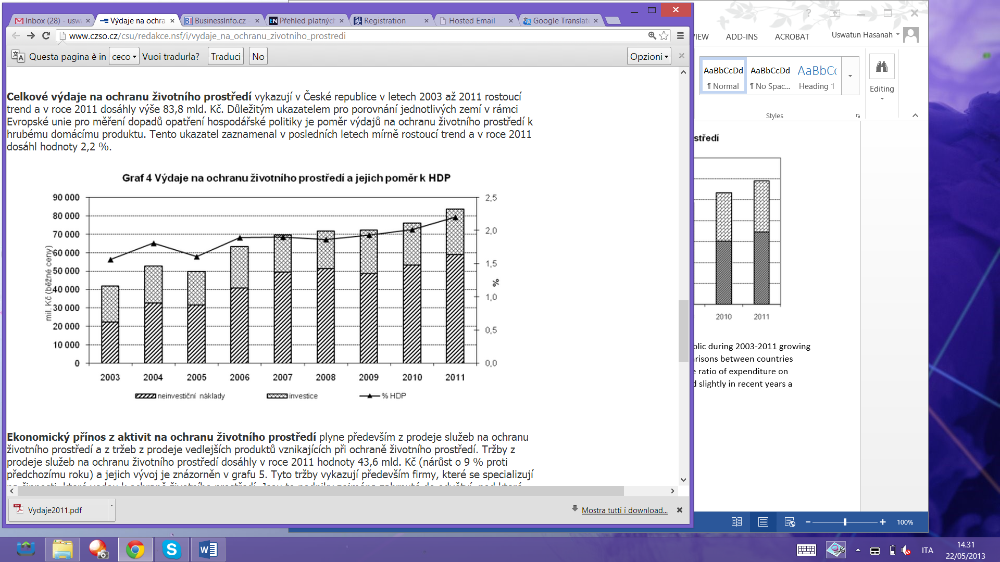 Inbox (28) - usw
Výdaje na ochra
BusinessInfo.cz -
Přehled platných
Registration
Hosted Email
Google Translat
www.czso.cz/csu/redakce.nsf/i/vydaje_na_ochranu_zivotniho_prostredi
Questa pagina è in ceco Vuoi tradurla? Traduci No Opzioni
Celkové výdaje na ochranu životního prostředí vykazují v České republice v letech 2003 až 2011 rostoucí
trend a v roce 2011 dosáhly výše 83,8 mld. Kč. Důležitým ukazatelem pro porovnání jednotlivých zemí v rámci
Evropské unie pro měření dopadů opatření hospodářské politiky je poměr výdajů na ochranu životního prostředí k
hrubému domácímu produktu. Tento ukazatel zaznamenal v posledních letech mírně rostoucí trend a v roce 2011
dosáhl hodnoty 2,2 %.
Graf 4 Výdaje na ochranu životního prostředí a jejich poměr k HDP
mil. Kč (běžné ceny)
90 000
80 000
70 000
60 000
50 000
40 000
30 000
20 000
10 000
0
2,5
2,0
1,5
1,0
0,5
0,0
%
2003 2004 2005 2006 2007 2008 2009 2010 2011
neinvestiční náklady investice % HDP
Ekonomický přínos z aktivit na ochranu životního prostředí plyne především z prodeje služeb na ochranu
životního prostředí a z tržeb z prodeje vedlejších produktů vznikajících při ochraně životního prostředí. Tržby z
prodeje služeb na ochranu životního prostředí dosáhly v roce 2011 hodnoty 43,6 mld. Kč (nárůst o 9 % proti
předchozímu roku) a jejich vývoj je znázorněn v grafu 5. Tyto tržby vykazují především firmy, které se specializují
Vydaje2011.pdf
Mostra tutti i download...
IEW ADD-INS ACROBAT Uswatun Hasanah
AaBbCcDd AaBbCcDd AaBbCc
¶ Normal ¶ No Spac... Heading 1
Editing
Styles
středí
2010 2011
blic during 2003-2011 growing
arisons between countries
e ratio of expenditure on
d slightly in recent years a
100%
ITA
14.31
22/05/2013